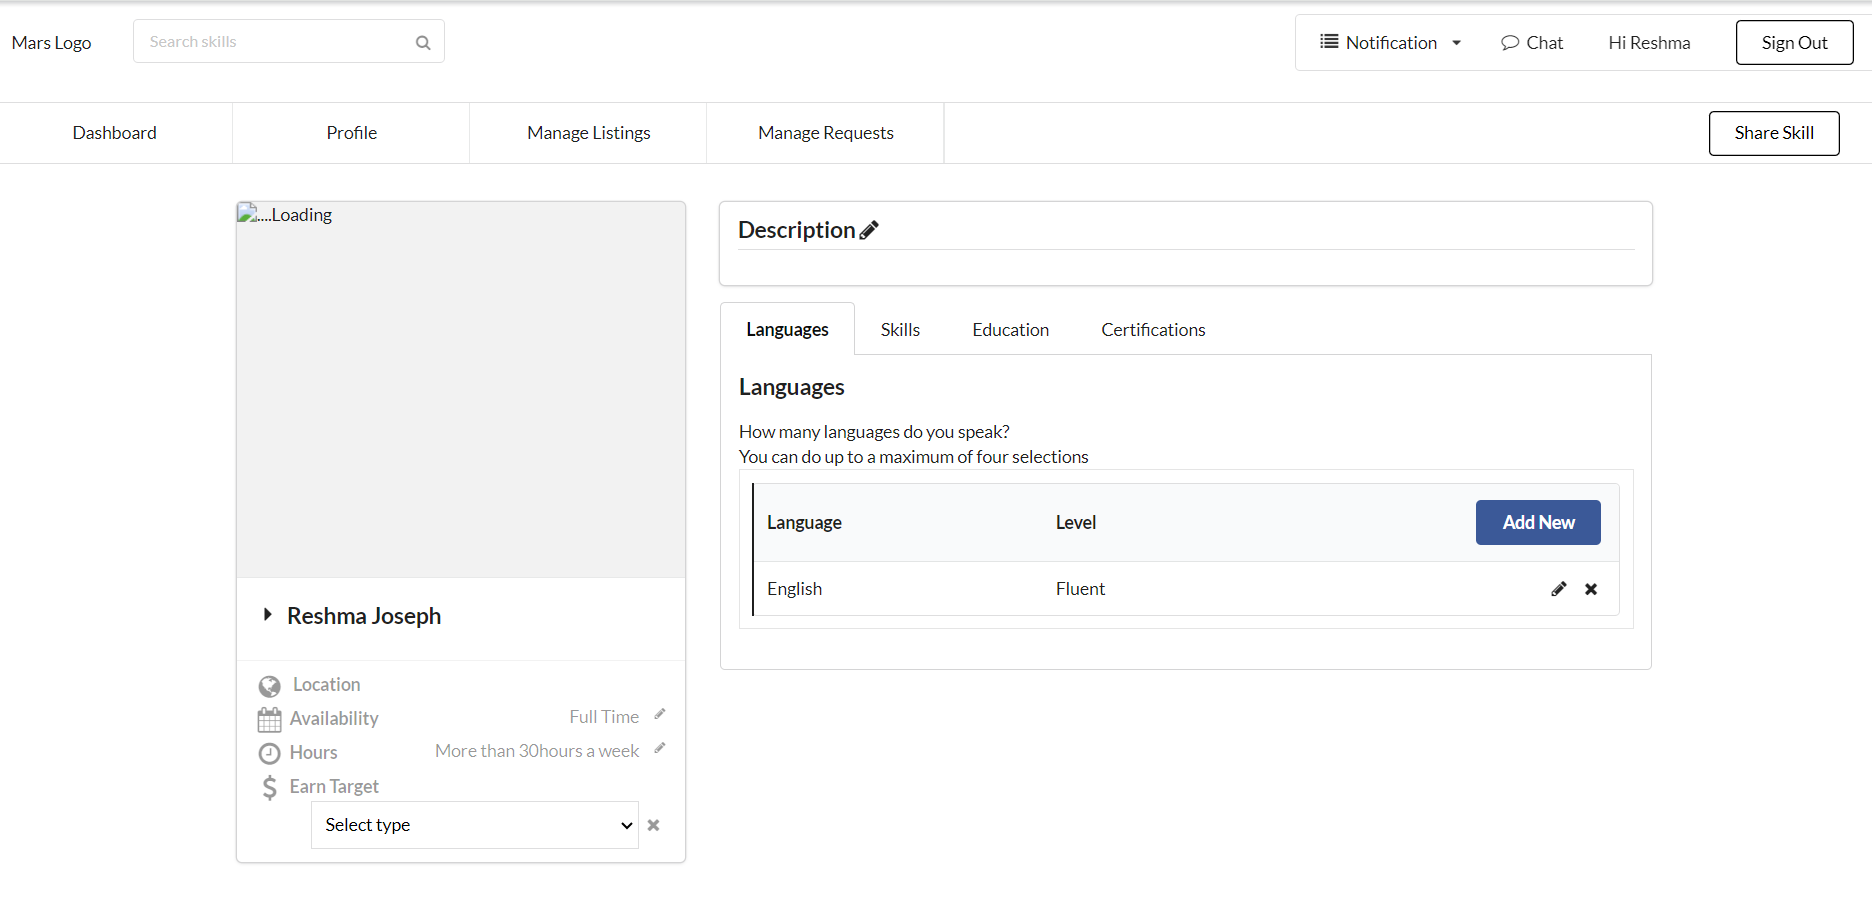 Mars Logo
Search skills
Notification
Chat
Hi Reshma
Sign Out
Dashboard
Profile
Manage Listings
Manage Requests
Share Skill
....Loading
Reshma Joseph
Location
Availability
Full Time
Hours
More than 30hours a week
Earn Target
Select type
Description
Languages
Skills
Education
Certifications
Languages
How many languages do you speak?
You can do up to a maximum of four selections
Language
Level
Add New
English
Fluent